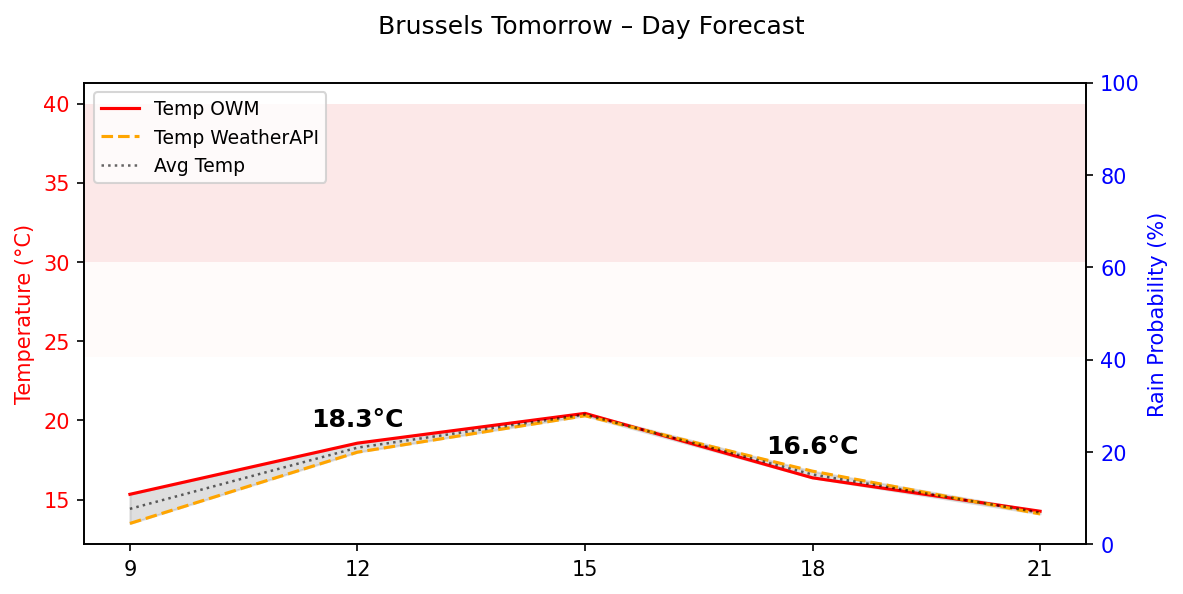 Brussels Tomorrow – Day Forecast
Temp OWM
Temp WeatherAPI
Avg Temp
Temperature (°C)
40
35
30
25
20
15
18.3°C
16.6°C
100
80
60
40
20
0
Rain Probability (%)
9 12 15 18 21